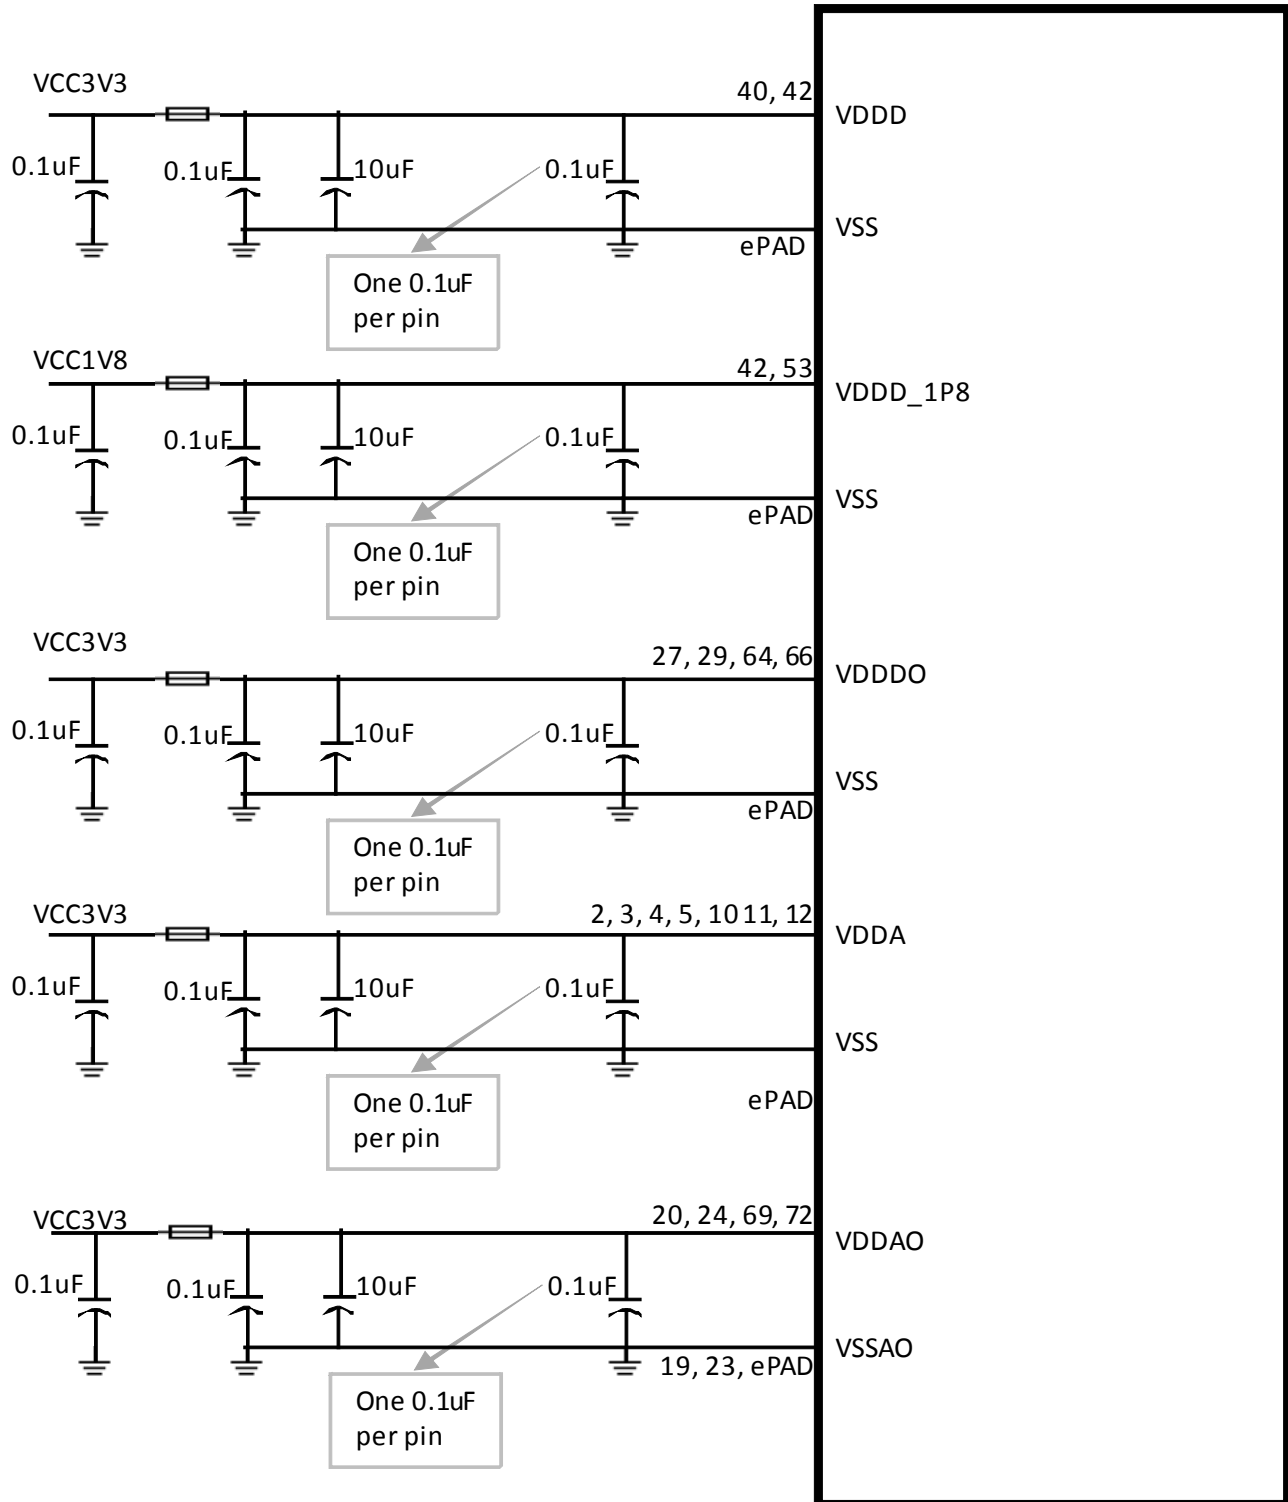 VCC3V3
40, 42
VDDD
0.1uF
0.1uF
10uF
0.1uF
VSS
ePAD
One 0.1uF
per pin
VCC1V8
42, 53
VDDD_1P8
0.1uF
0.1uF
10uF
0.1uF
VSS
ePAD
One 0.1uF
per pin
VCC3V3
27, 29, 64, 66
VDDDO
0.1uF
0.1uF
10uF
0.1uF
VSS
ePAD
One 0.1uF
per pin
VCC3V3
2, 3, 4, 5, 10 11, 12
VDDA
0.1uF
0.1uF
10uF
0.1uF
VSS
ePAD
One 0.1uF
per pin
VCC3V3
20, 24, 69, 72
VDDAO
0.1uF
0.1uF
10uF
0.1uF
VSSAO
19, 23, ePAD
One 0.1uF
per pin